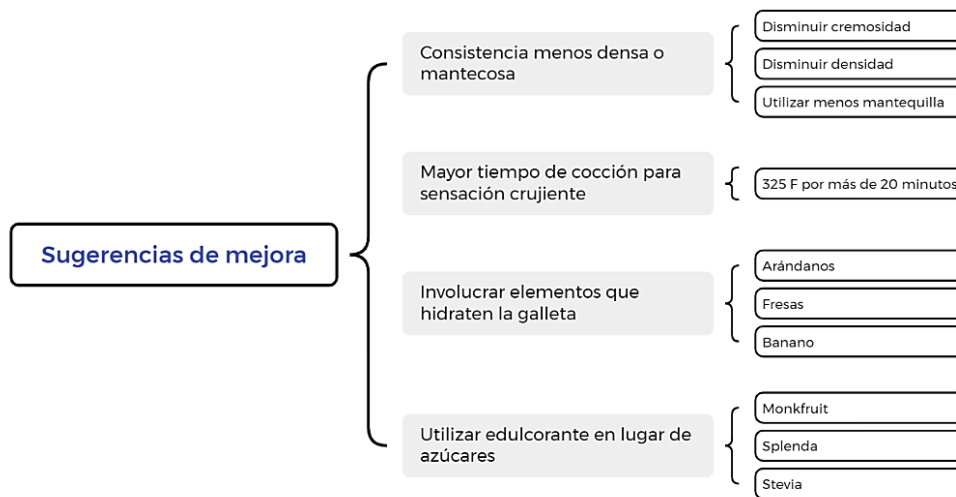 Sugerencias de mejora
Consistencia menos densa o
mantecosa
Disminuir cremosidad
Disminuir densidad
Utilizar menos mantequilla
Mayor tiempo de cocción para
sensación crujiente
325 F por más de 20 minutos
Involucrar elementos que
hidraten la galleta
Arándanos
Fresas
Banano
Utilizar edulcorante en lugar de
azúcares
Monkfruit
Splenda
Stevia